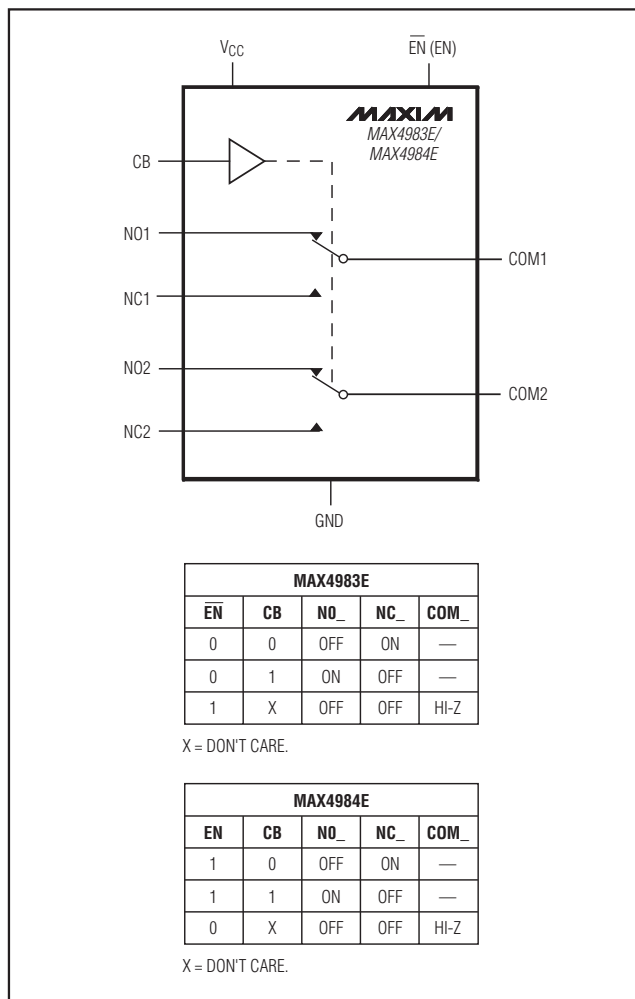 VCC EN (EN)
MAXIM
MAX4983E/
MAX4984E
CB
NO1
COM1
NC1
NO2
COM2
NC2
GND
MAX4983E
EN CB NO_ NC_ COM_
0 0 OFF ON —
0 1 ON OFF —
1 X OFF OFF HI-Z
X = DON'T CARE.
MAX4984E
EN CB NO_ NC_ COM_
1 0 OFF ON —
1 1 ON OFF —
0 X OFF OFF HI-Z
X = DON'T CARE.